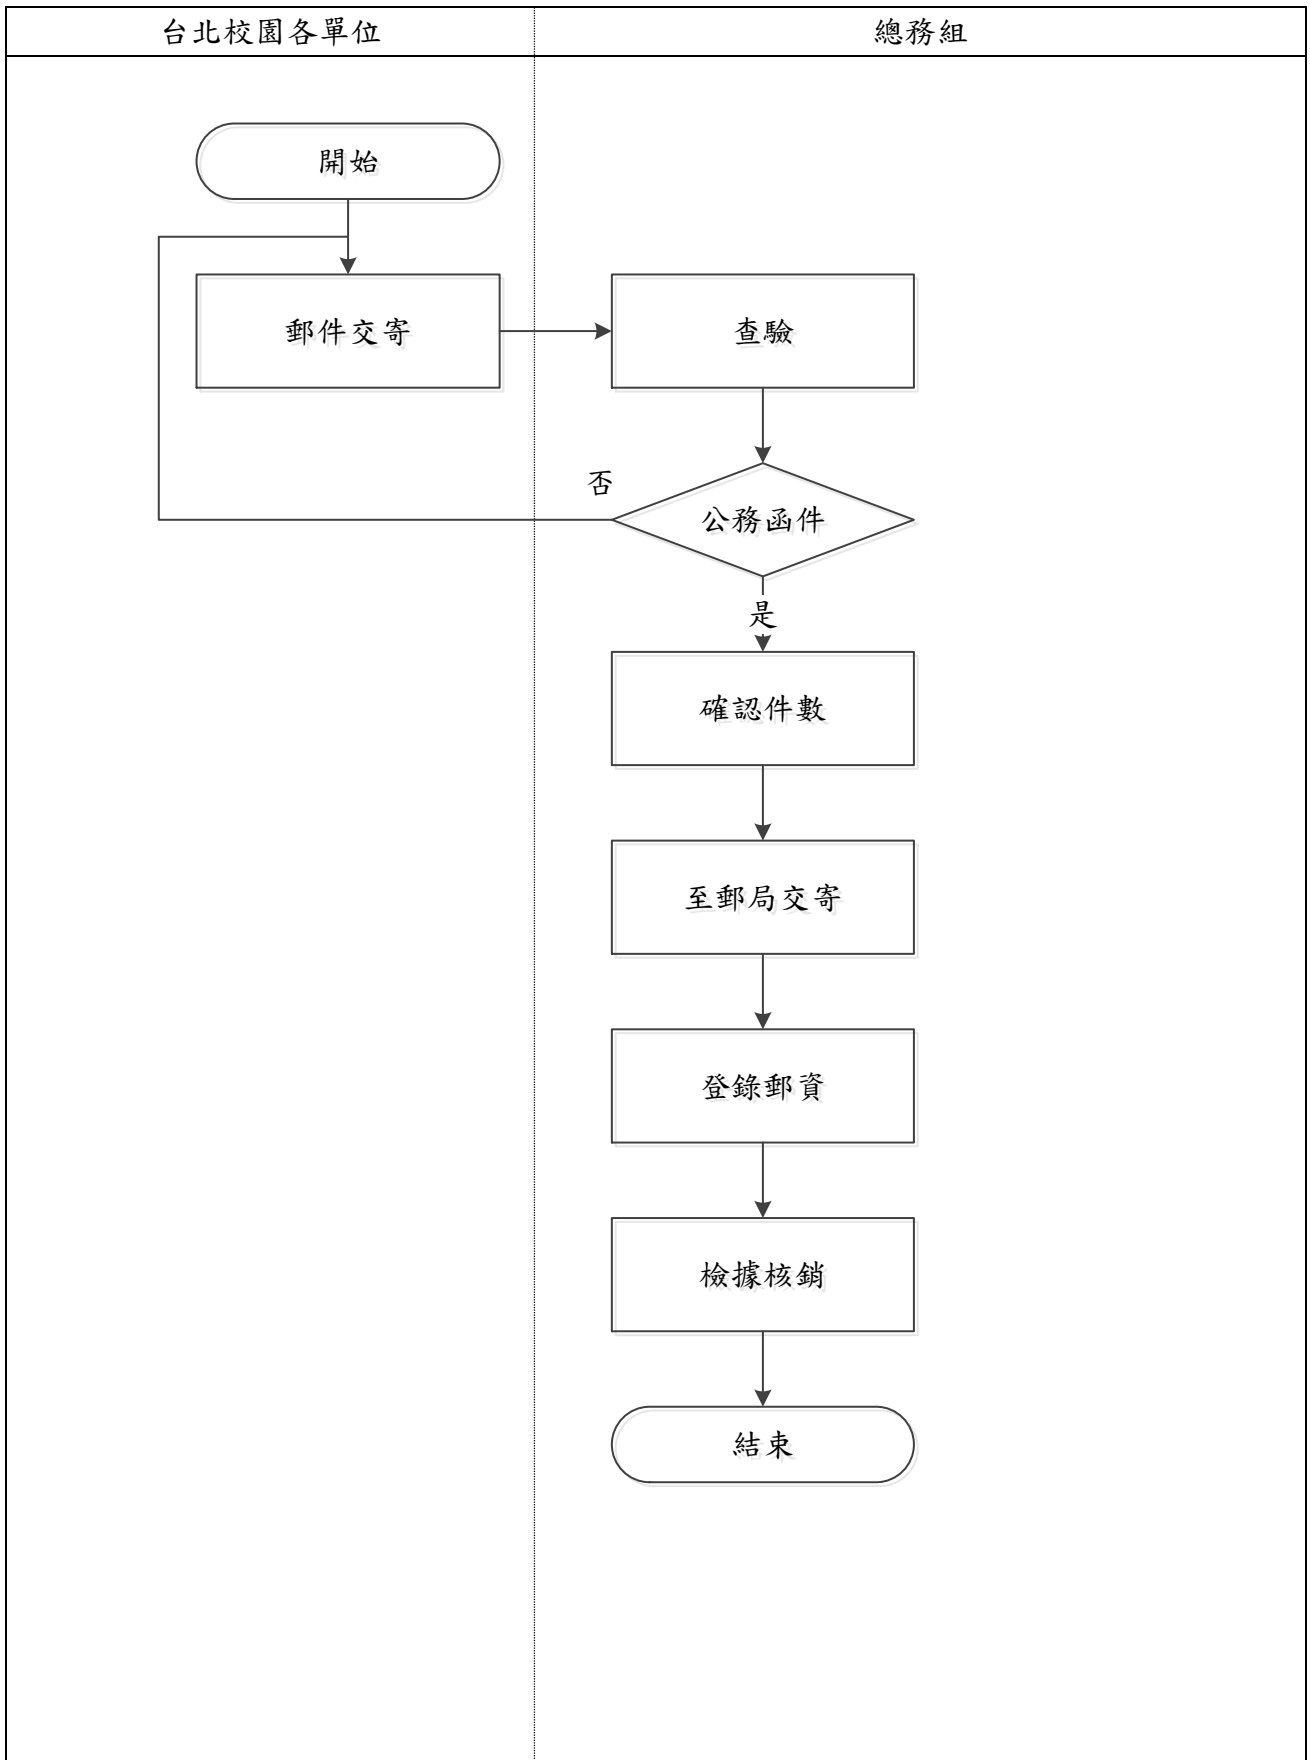 台北校園各單位
總務組
開始
郵件交寄
查驗
否
公務函件
是
確認件數
至郵局交寄
登錄郵資
檢據核銷
結束